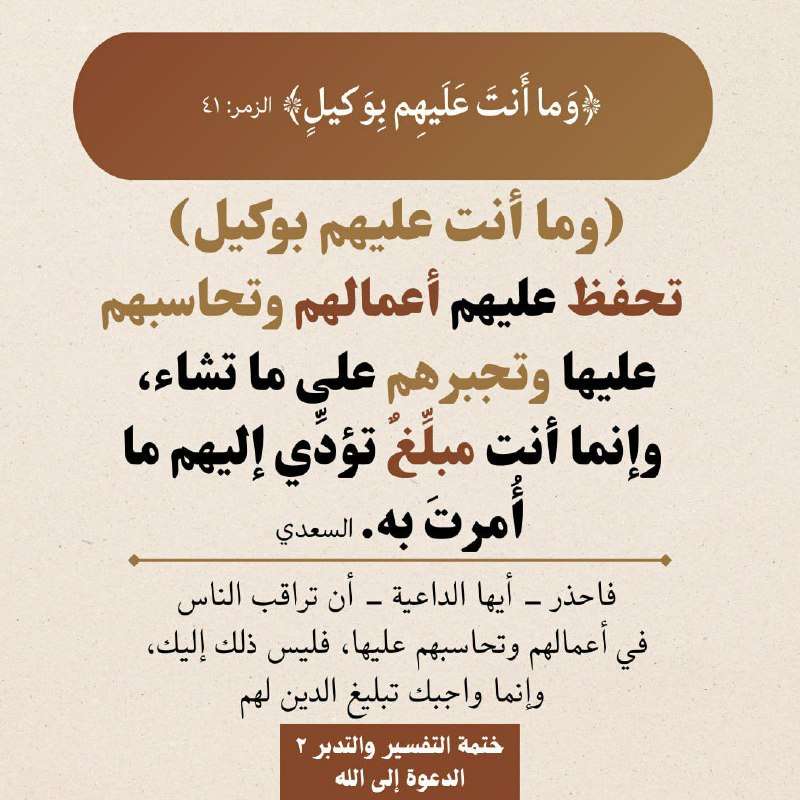 ﴿وَما أَنتَ عَلَيهِم بِوَكيلٍ﴾ الزمر: ٤١
(وما أنت عليهم بوكيل)
تحفظ عليهم أعمالهم وتحاسبهم
عليها وتجبرهم على ما تشاء،
وإنما أنت مبلِّغٌ تؤدِّي إليهم ما
أُمرتَ به. السعدي
فاحذر – أيها الداعية – أن تراقب الناس
في أعمالهم وتحاسبهم عليها، فليس ذلك إليك،
وإنما واجبك تبليغ الدين لهم
ختمة التفسير والتدبر ٢
الدعوة إلى الله